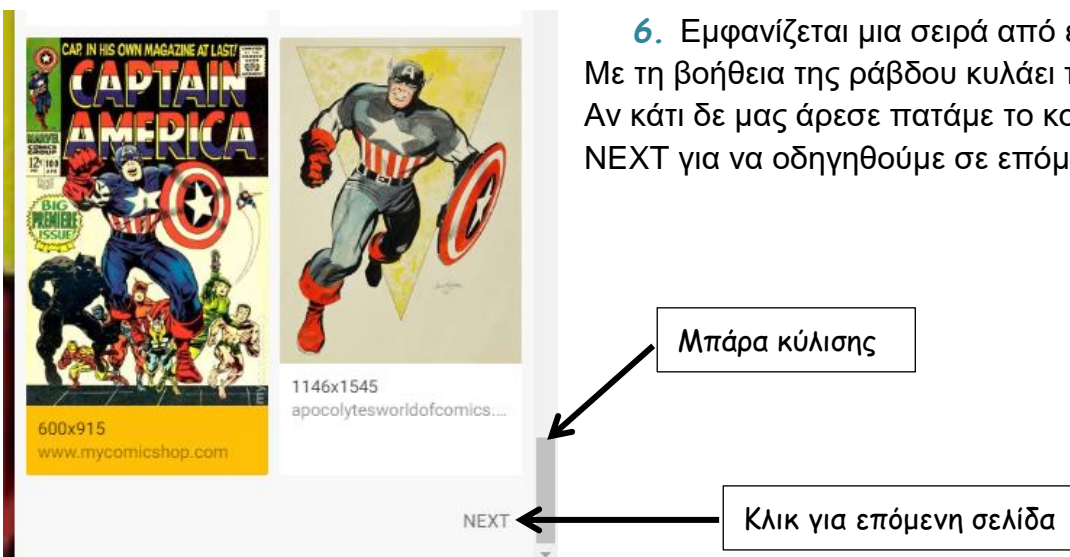 6. Εμφανίζεται μια σειρά από
Με τη βοήθεια της ράβδου κυλάει
Αν κάτι δε μας άρεσε πατάμε το
NEXT για να οδηγηθούμε σε
CAP. IN HIS OWN MAGAZINE AT LAST!
CAPTAIN
AMERICA
MARVEL
COMICS
GROUP
12¢ 100
APR
BIG
PREMIERE
ISSUE
600x915
www.mycomicshop.com
1146x1545
apocolytesworldofcomics....
Μπάρα κύλισης
NEXT
Κλικ για επόμενη σελίδα